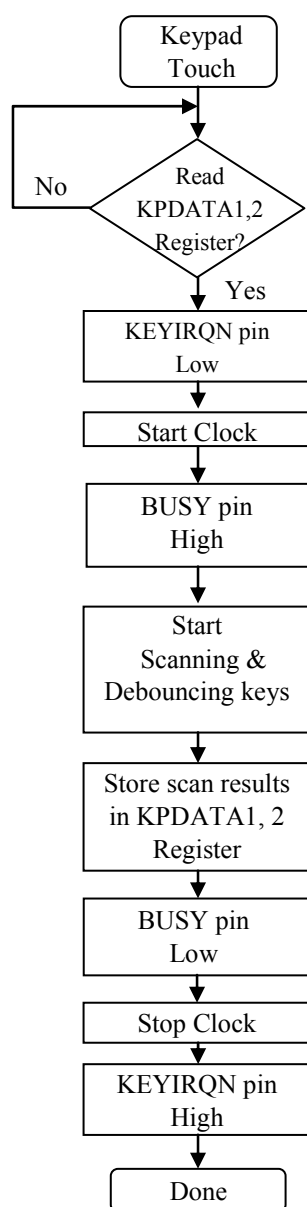 Keypad
Touch
No
Read
KPDATA1,2
Register?
Yes
KEYIRQN pin
Low
Start Clock
BUSY pin
High
Start
Scanning &
Debouncing keys
Store scan results
in KPDATA1, 2
Register
BUSY pin
Low
Stop Clock
KEYIRQN pin
High
Done